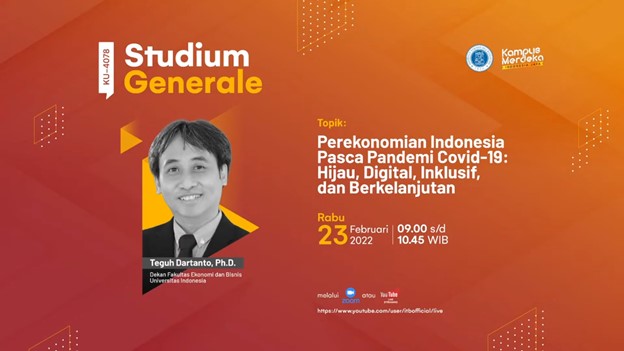 KU-4078
Studium
Generale
Kampus
Merdeka
Topik:
Perekonomian Indonesia
Pasca Pandemi Covid-19:
Hijau, Digital, Inklusif,
dan Berkelanjutan
Rabu
23 Februari 2022
09.00 s/d
10.45 WIB
Teguh Dartanto, Ph.D.
Dekan Fakultas Ekonomi dan Bisnis
Universitas Indonesia
melalui zoom atau YouTube
https://www.youtube.com/user/itbofficial/live